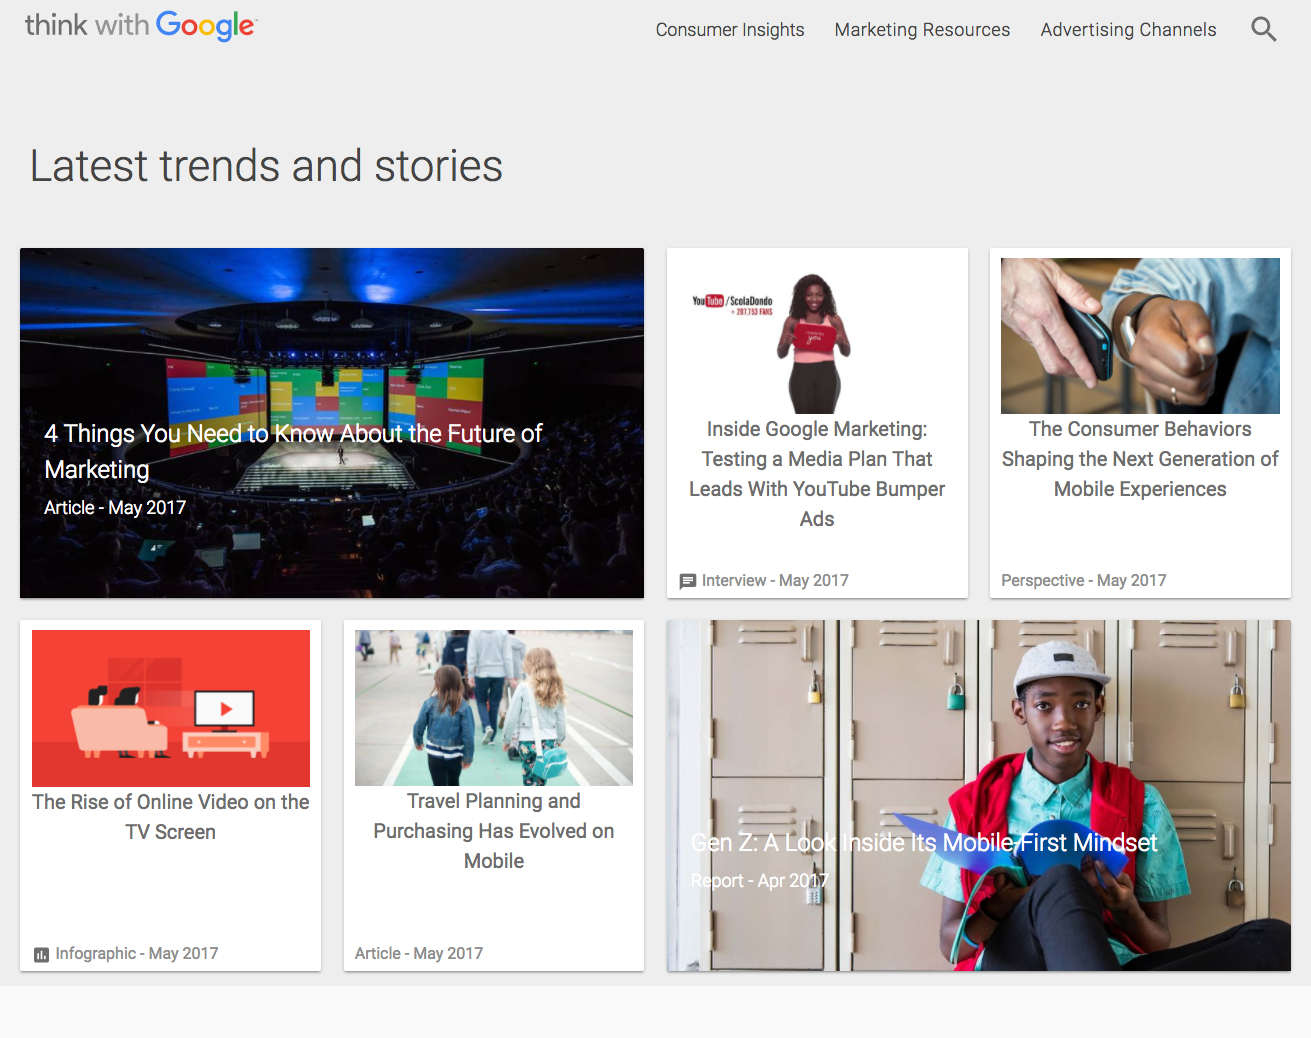 think with Google
Consumer Insights
Marketing Resources
Advertising Channels
Latest trends and stories
4 Things You Need to Know About the Future of
Marketing
Article - May 2017
YouTube /ScolaDondo
+ 207.753 FANS
made for
you
Inside Google Marketing:
Testing a Media Plan That
Leads With YouTube Bumper
Ads
Interview - May 2017
The Consumer Behaviors
Shaping the Next Generation of
Mobile Experiences
Perspective - May 2017
The Rise of Online Video on the
TV Screen
Infographic - May 2017
Travel Planning and
Purchasing Has Evolved on
Mobile
Article - May 2017
Gen Z: A Look Inside Its Mobile-First Mindset
Report - Apr 2017